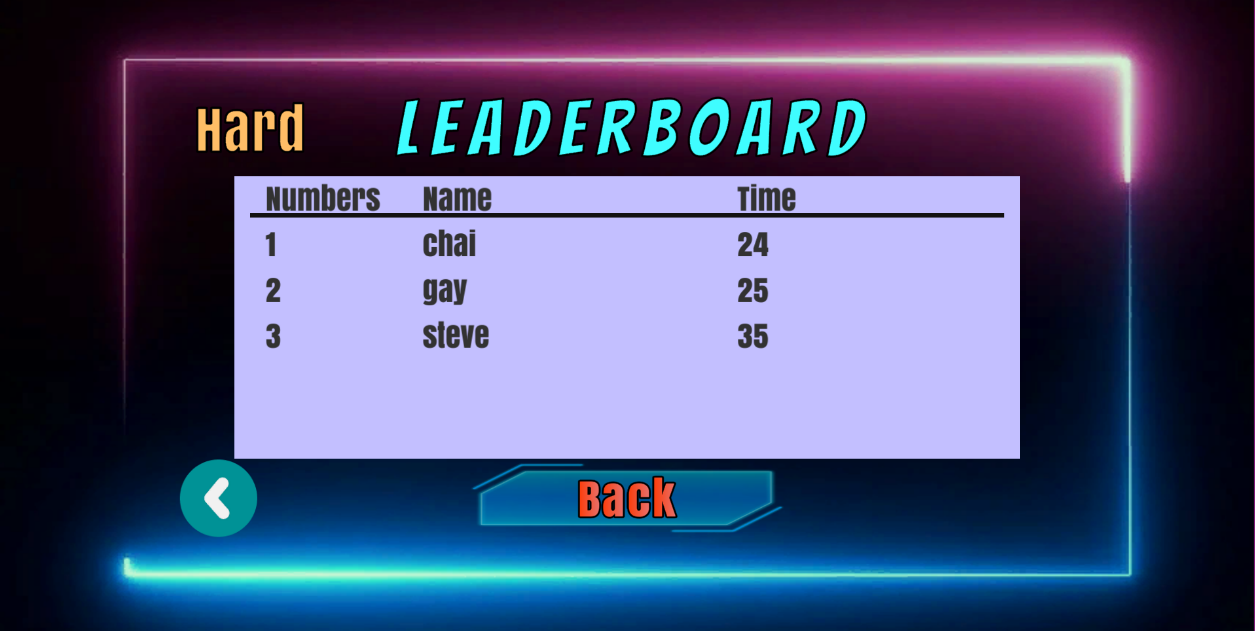 Hard LEADERBOARD
Numbers Name Time
1 chai 24
2 gay 25
3 steve 35
Back